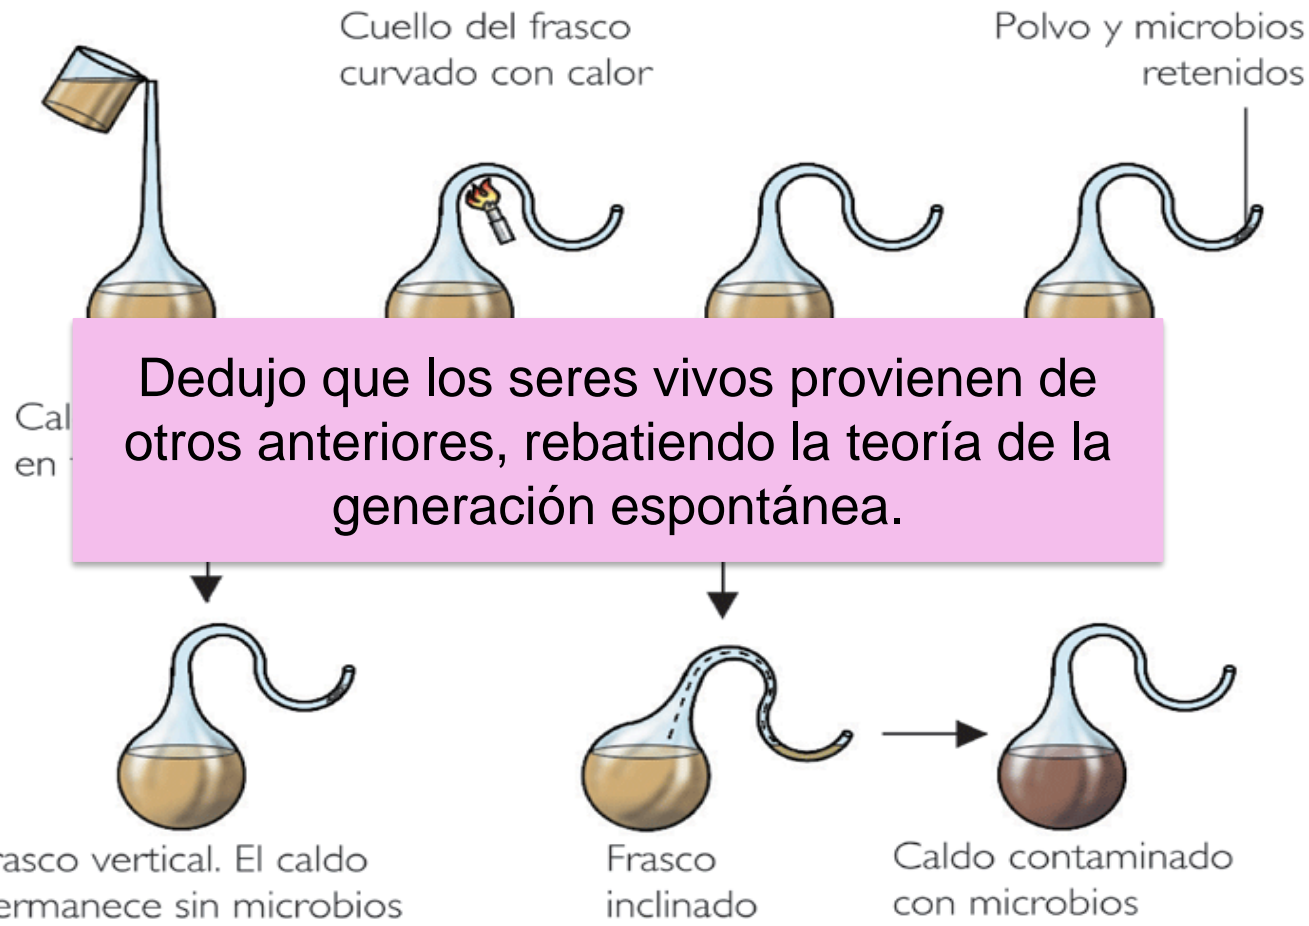 Cuello del frasco
curvado con calor
Polvo y microbios
retenidos
Dedujo que los seres vivos provienen de
otros anteriores, rebatiendo la teoría de la
generación espontánea.
en
rasco vertical. El caldo
ermanece sin microbios
Frasco
inclinado
Caldo contaminado
con microbios